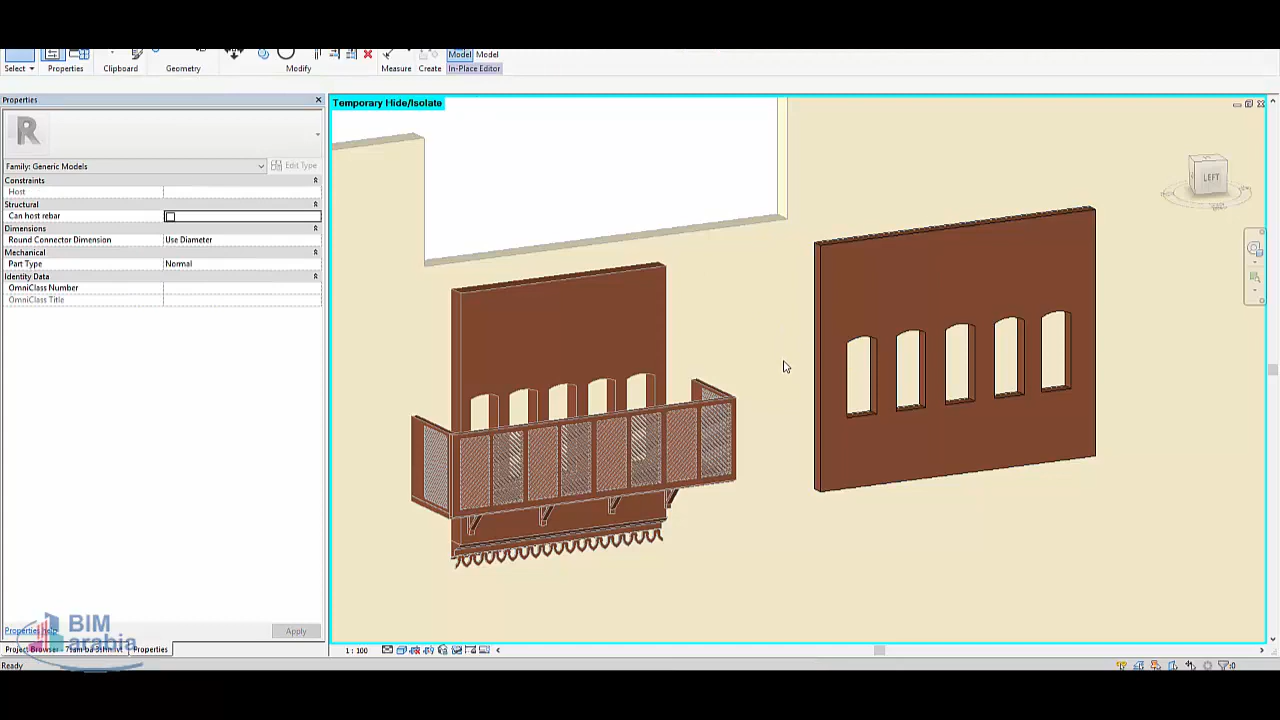 Model Model
Select Properties Clipboard Geometry Modify Measure Create In-Place Editor
Properties
Temporary Hide/Isolate
R
Family: Generic Models
Edit Type
Constraints
Host
Structural
Can host rebar
Dimensions
Round Connector Dimension Use Diameter
Mechanical
Part Type Normal
Identity Data
OmniClass Number
OmniClass Title
LEFT
BIM
arabia
Properties help
Apply
Project Browser - Properties
1 : 100
Ready
:0